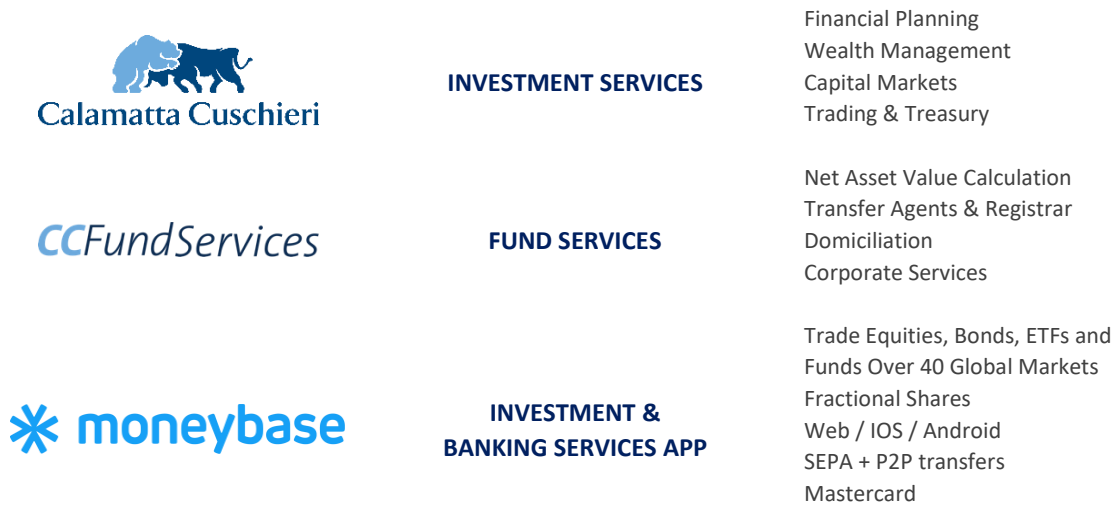 Calamatta Cuschieri
INVESTMENT SERVICES
Financial Planning
Wealth Management
Capital Markets
Trading & Treasury
CCFundServices
FUND SERVICES
Net Asset Value Calculation
Transfer Agents & Registrar
Domiciliation
Corporate Services
moneybase
INVESTMENT &
BANKING SERVICES APP
Trade Equities, Bonds, ETFs and
Funds Over 40 Global Markets
Fractional Shares
Web / IOS / Android
SEPA + P2P transfers
Mastercard